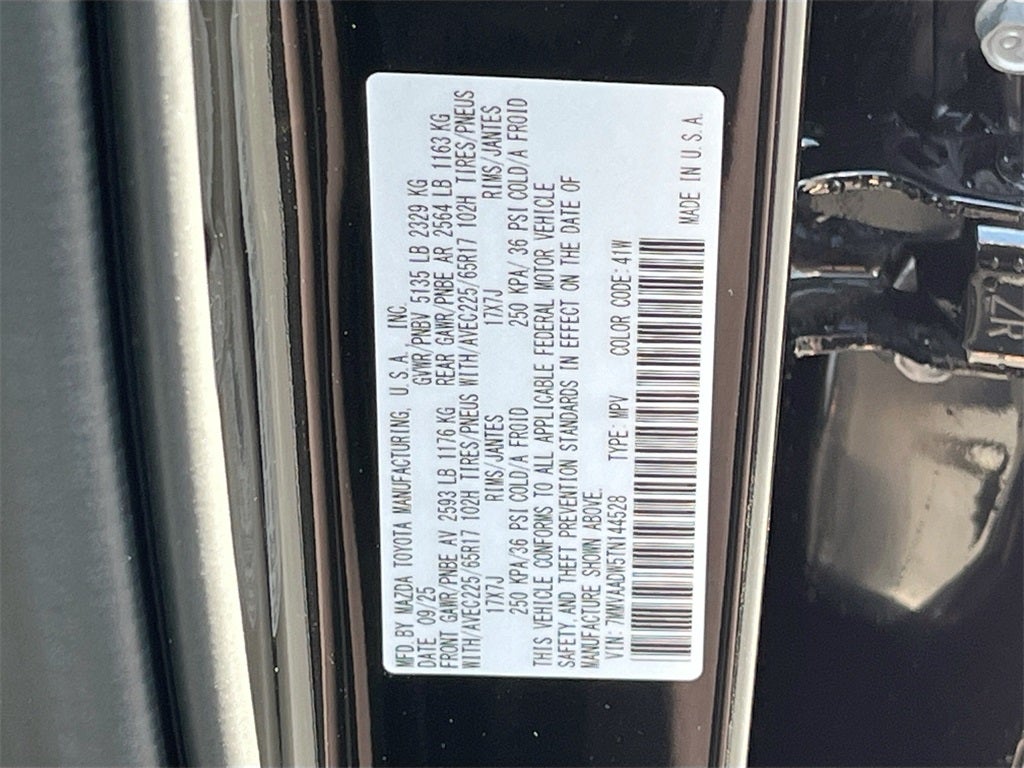 MFD BY MAZDA TOYOTA MANUFACTURING, U.S.A., INC.
DATE 09/25 GVWR/PNBV 5135 LB 2329 KG
FRONT GAWR/PNBE AV 2593 LB 1176 KG REAR GAWR/PNBE AR 2564 LB 1163 KG
WITH/AVEC225/65R17 102H TIRES/PNEUS WITH/AVEC225/65R17 102H TIRES/PNEUS
17X7J RIMS/JANTES 17X7J RIMS/JANTES
250 KPA/36 PSI COLD/A FROID 250 KPA/ 36 PSI COLD/A FROID
THIS VEHICLE CONFORMS TO ALL APPLICABLE FEDERAL MOTOR VEHICLE
SAFETY AND THEFT PREVENTION STANDARDS IN EFFECT ON THE DATE OF
MANUFACTURE SHOWN ABOVE.
VIN: 7MMVAADW5TN144528 TYPE: MPV COLOR CODE: 41W
MADE IN U.S.A.